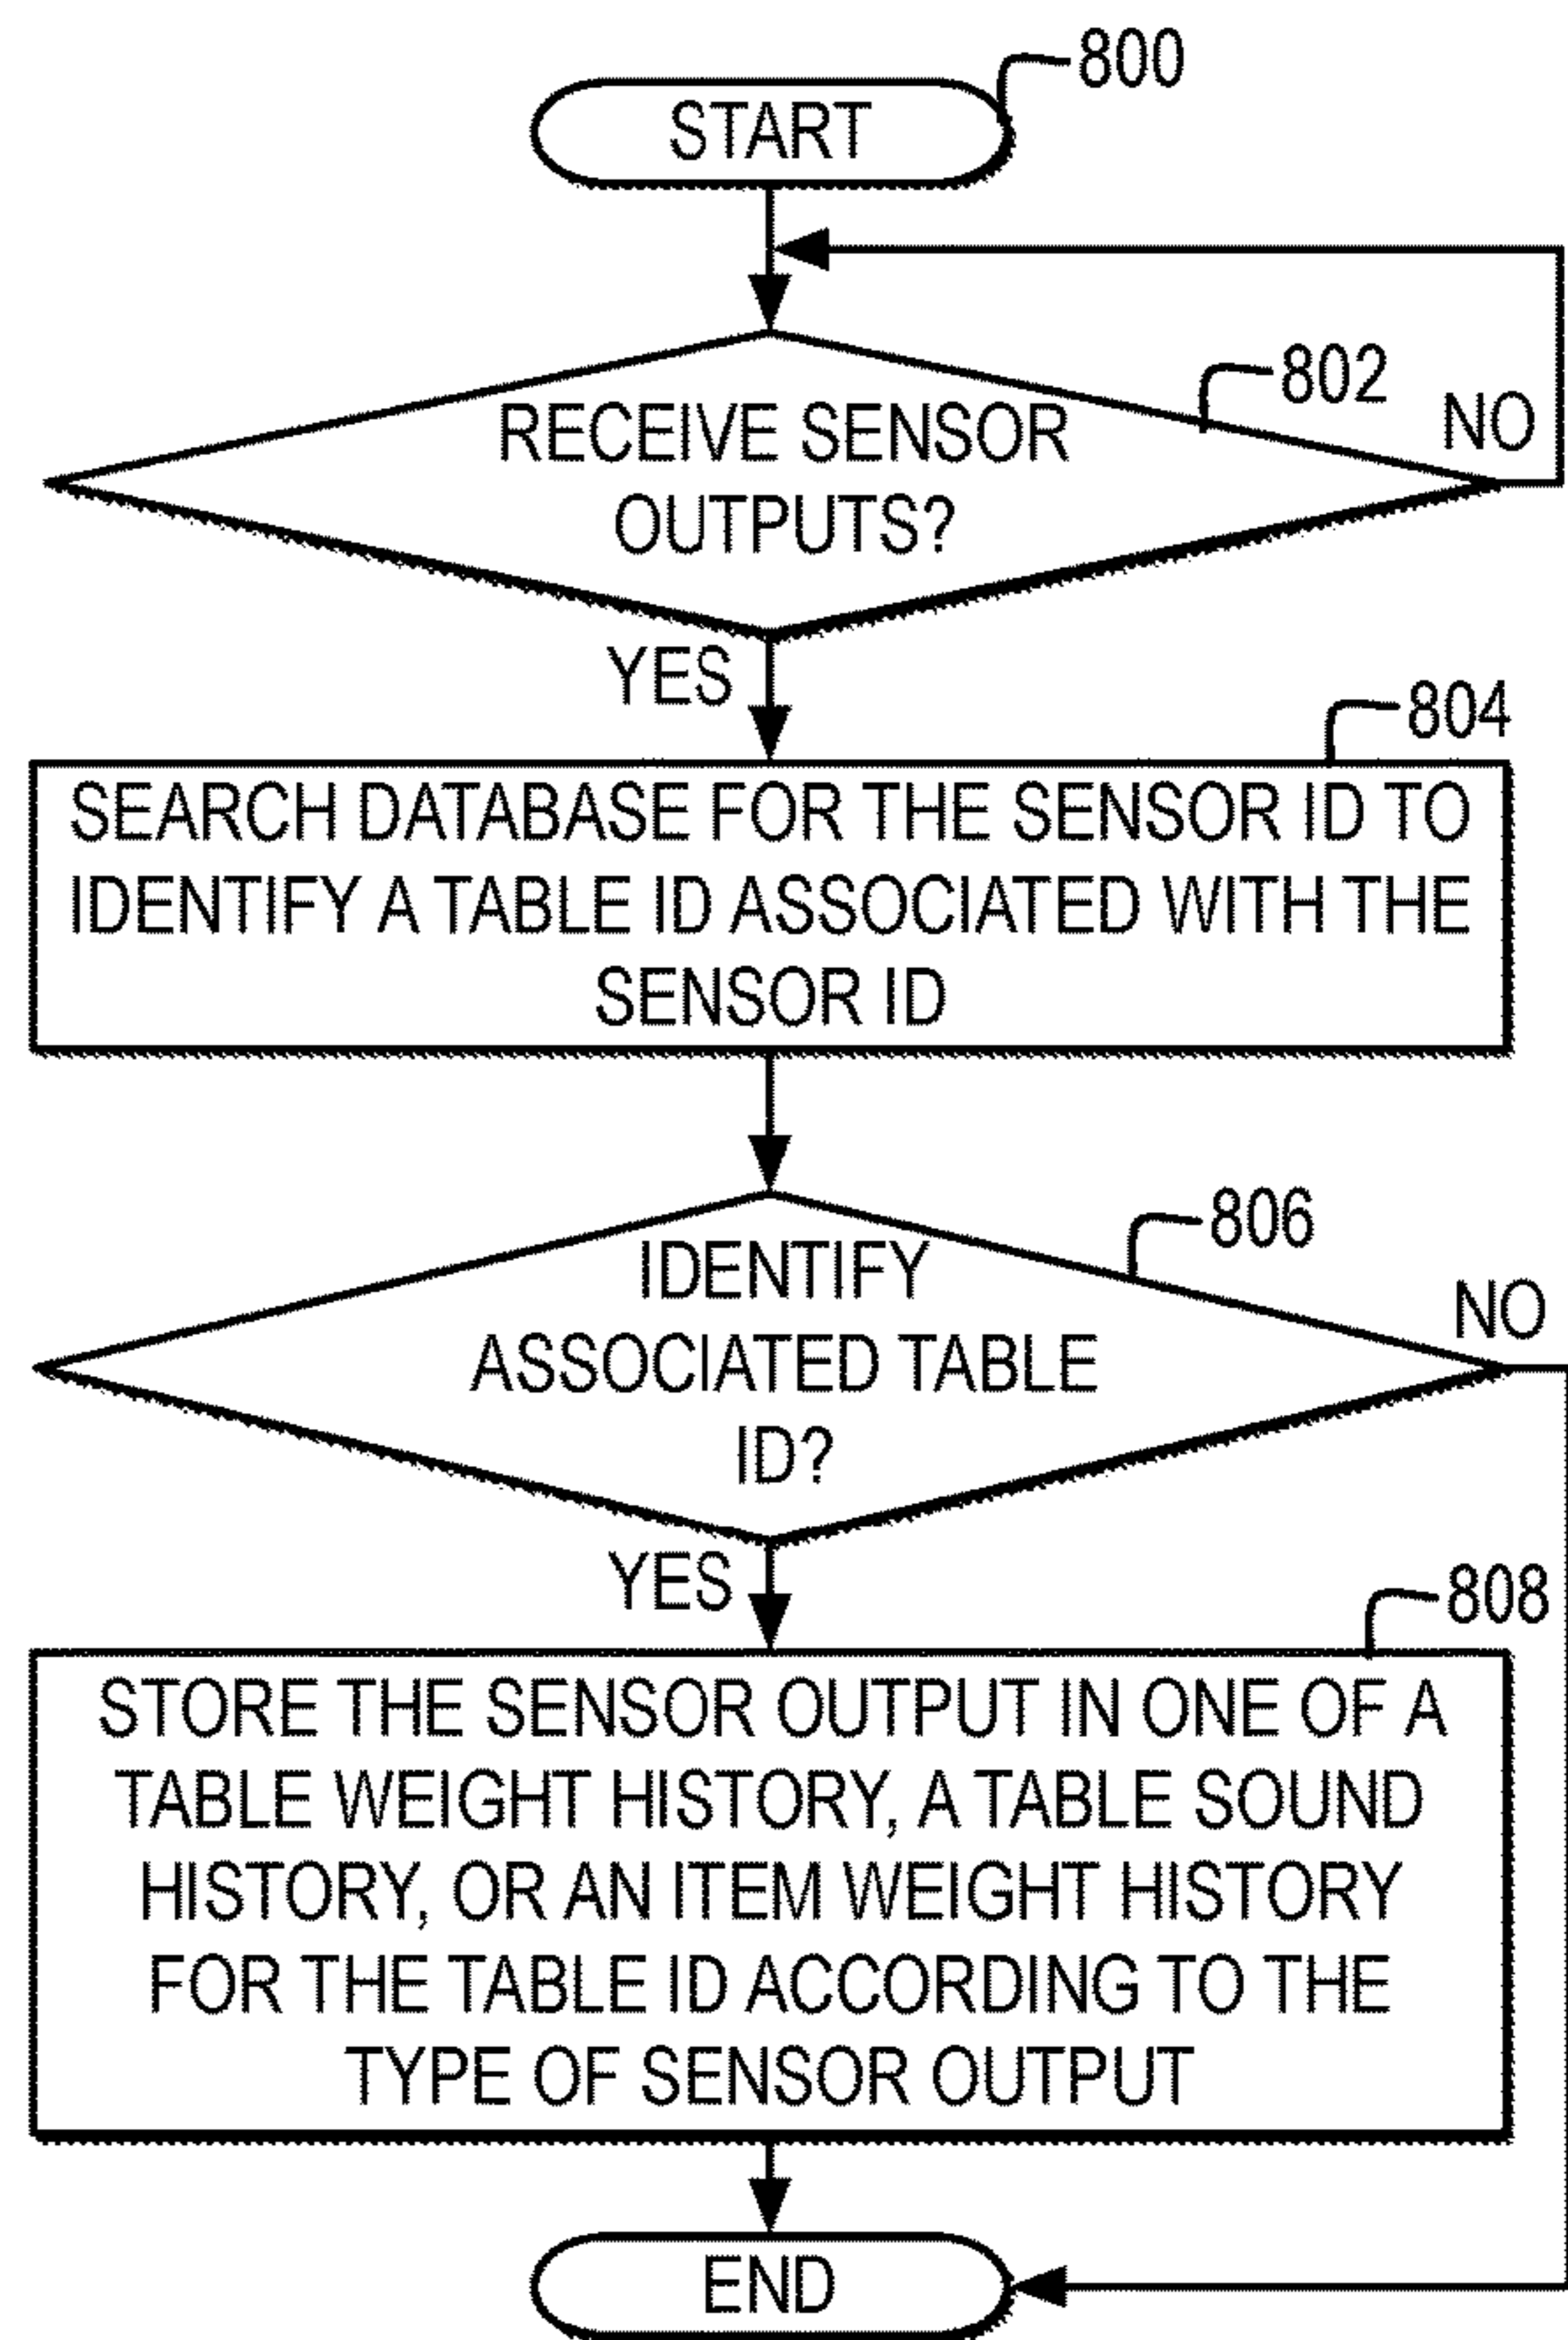 800
START
802
RECEIVE SENSOR
OUTPUTS?
NO
YES
804
SEARCH DATABASE FOR THE SENSOR ID TO
IDENTIFY A TABLE ID ASSOCIATED WITH THE
SENSOR ID
806
IDENTIFY
ASSOCIATED TABLE
ID?
NO
YES
808
STORE THE SENSOR OUTPUT IN ONE OF A
TABLE WEIGHT HISTORY, A TABLE SOUND
HISTORY, OR AN ITEM WEIGHT HISTORY
FOR THE TABLE ID ACCORDING TO THE
TYPE OF SENSOR OUTPUT
END